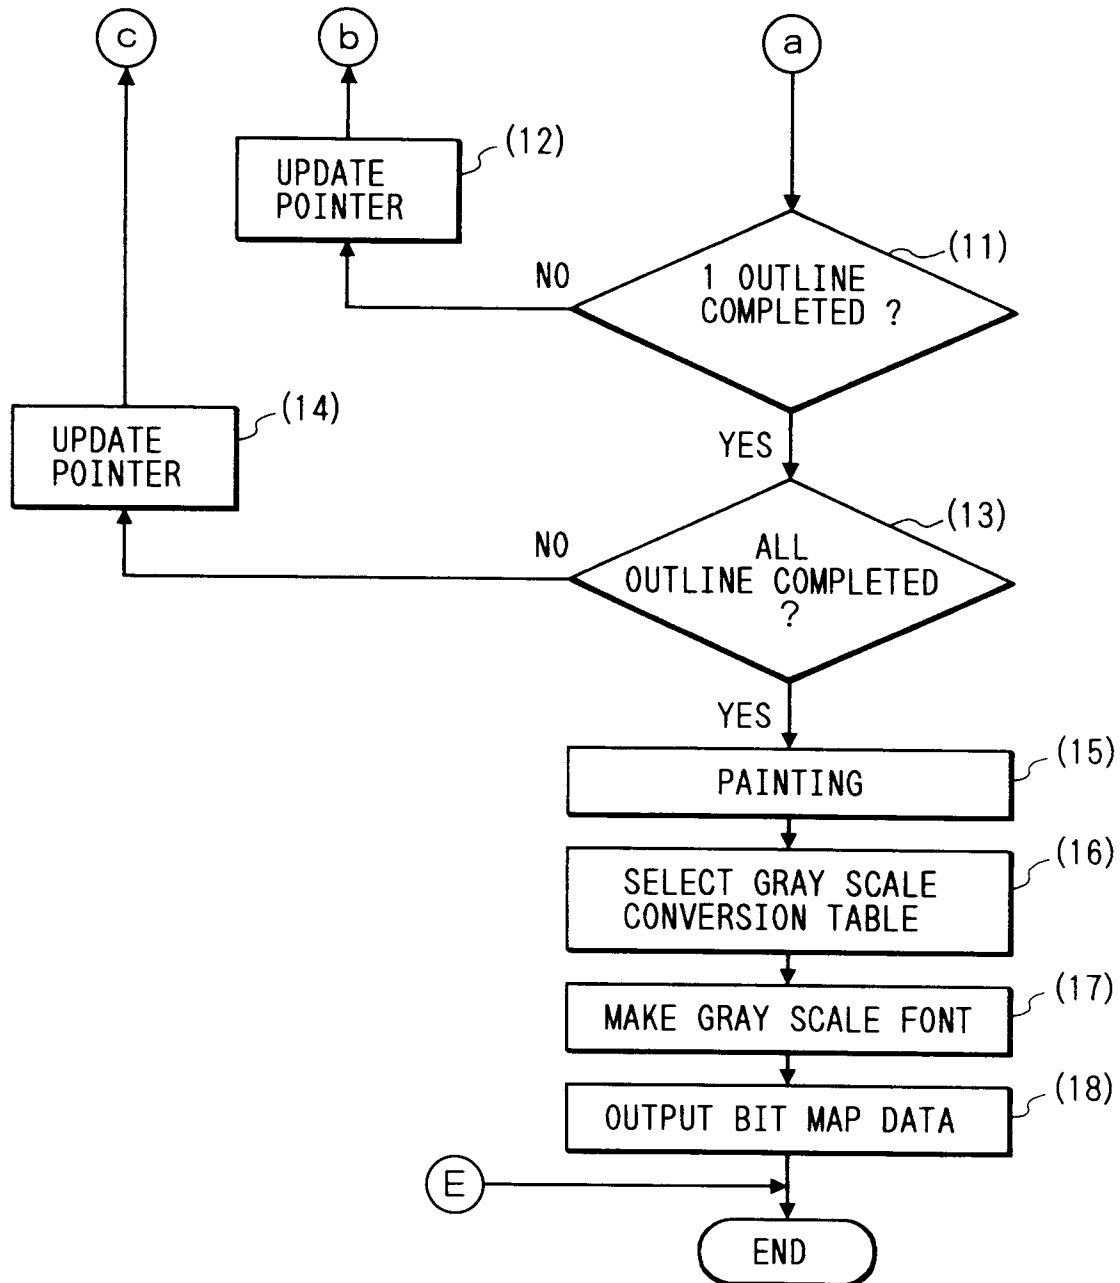 c
b
a
(12)
UPDATE
POINTER
(11)
NO
1 OUTLINE
COMPLETED ?
(14)
UPDATE
POINTER
YES
(13)
NO
ALL
OUTLINE COMPLETED
?
YES
(15)
PAINTING
(16)
SELECT GRAY SCALE
CONVERSION TABLE
(17)
MAKE GRAY SCALE FONT
(18)
OUTPUT BIT MAP DATA
E
END